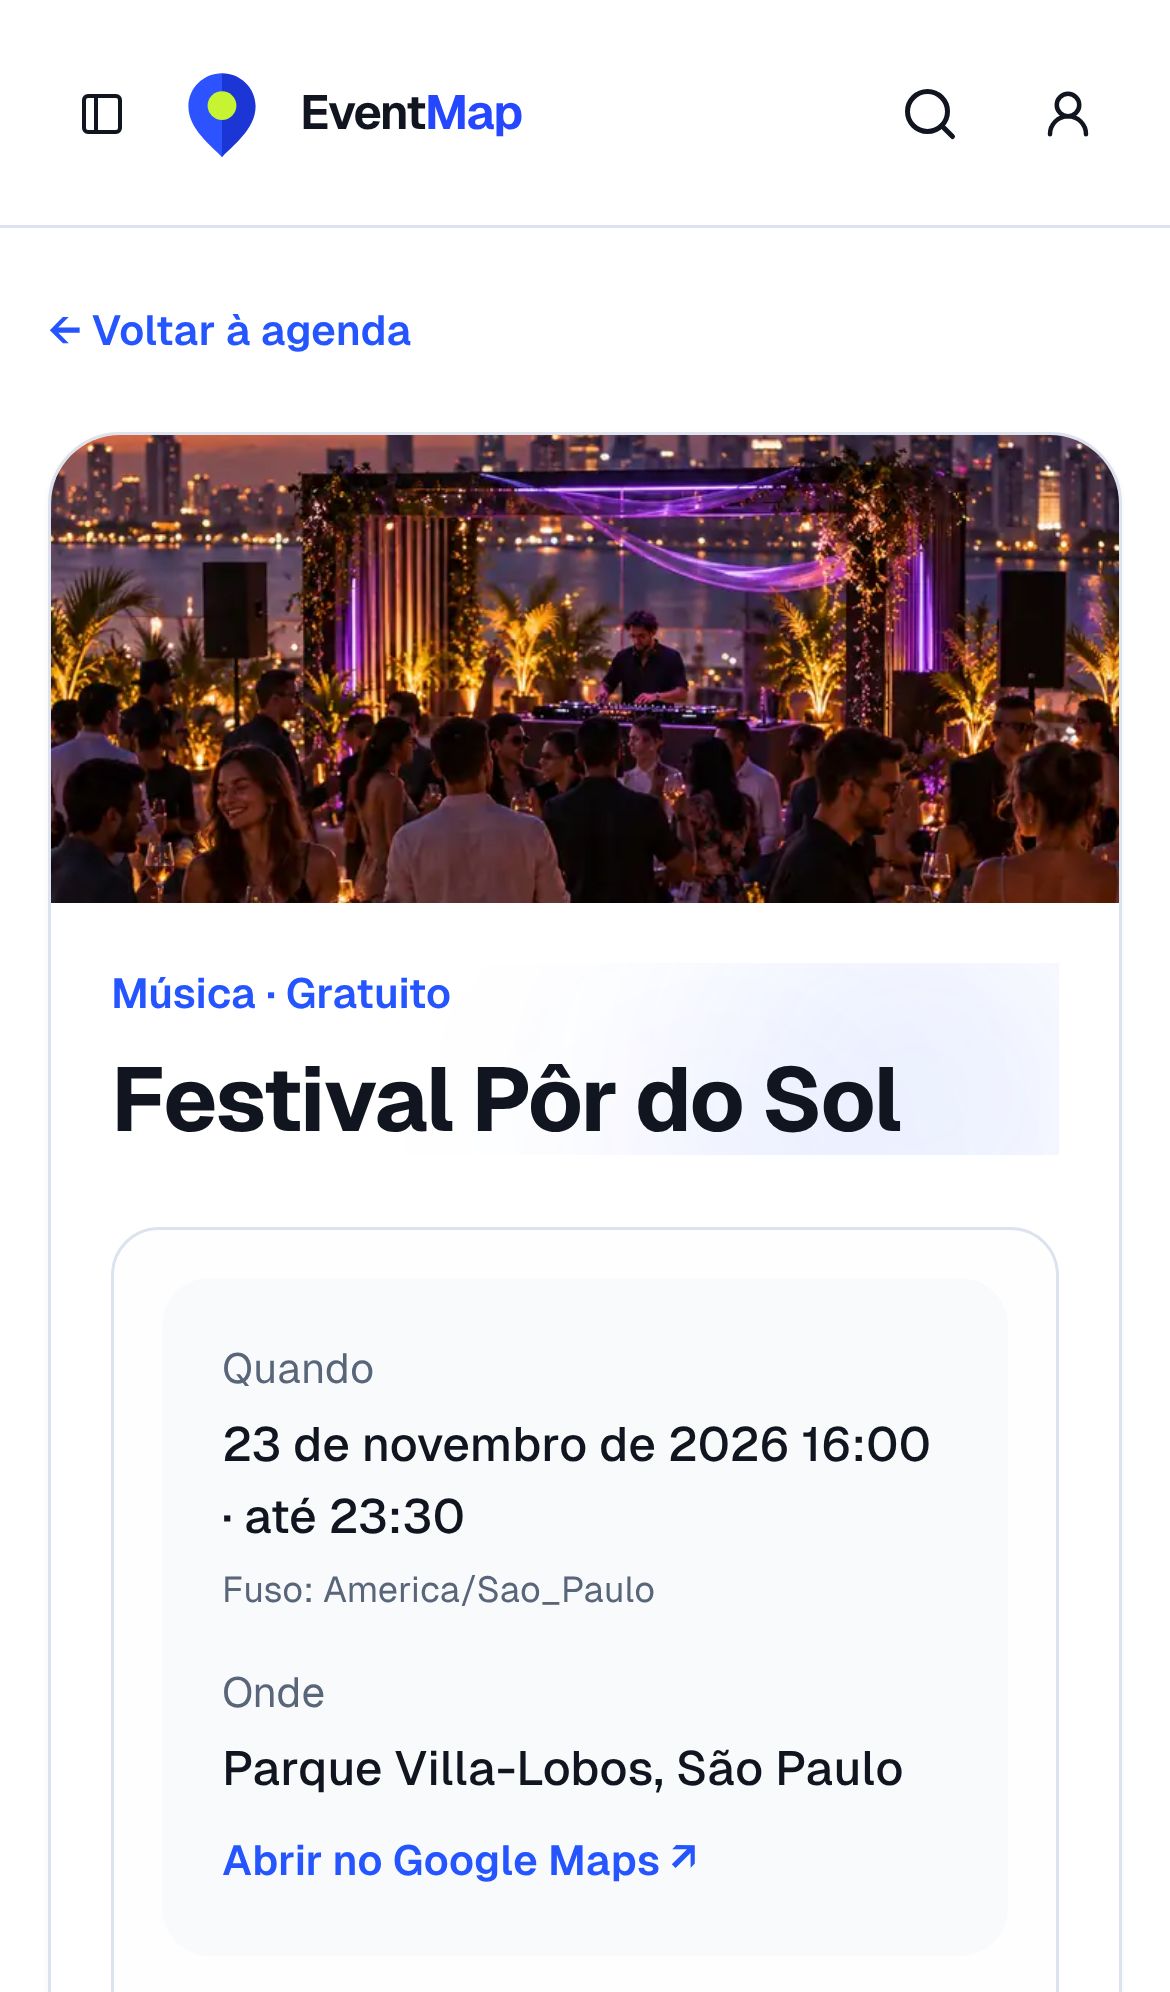 EventMap
← Voltar à agenda
Música · Gratuito
Festival Pôr do Sol
Quando
23 de novembro de 2026 16:00
· até 23:30
Fuso: America/Sao_Paulo
Onde
Parque Villa-Lobos, São Paulo
Abrir no Google Maps ↗